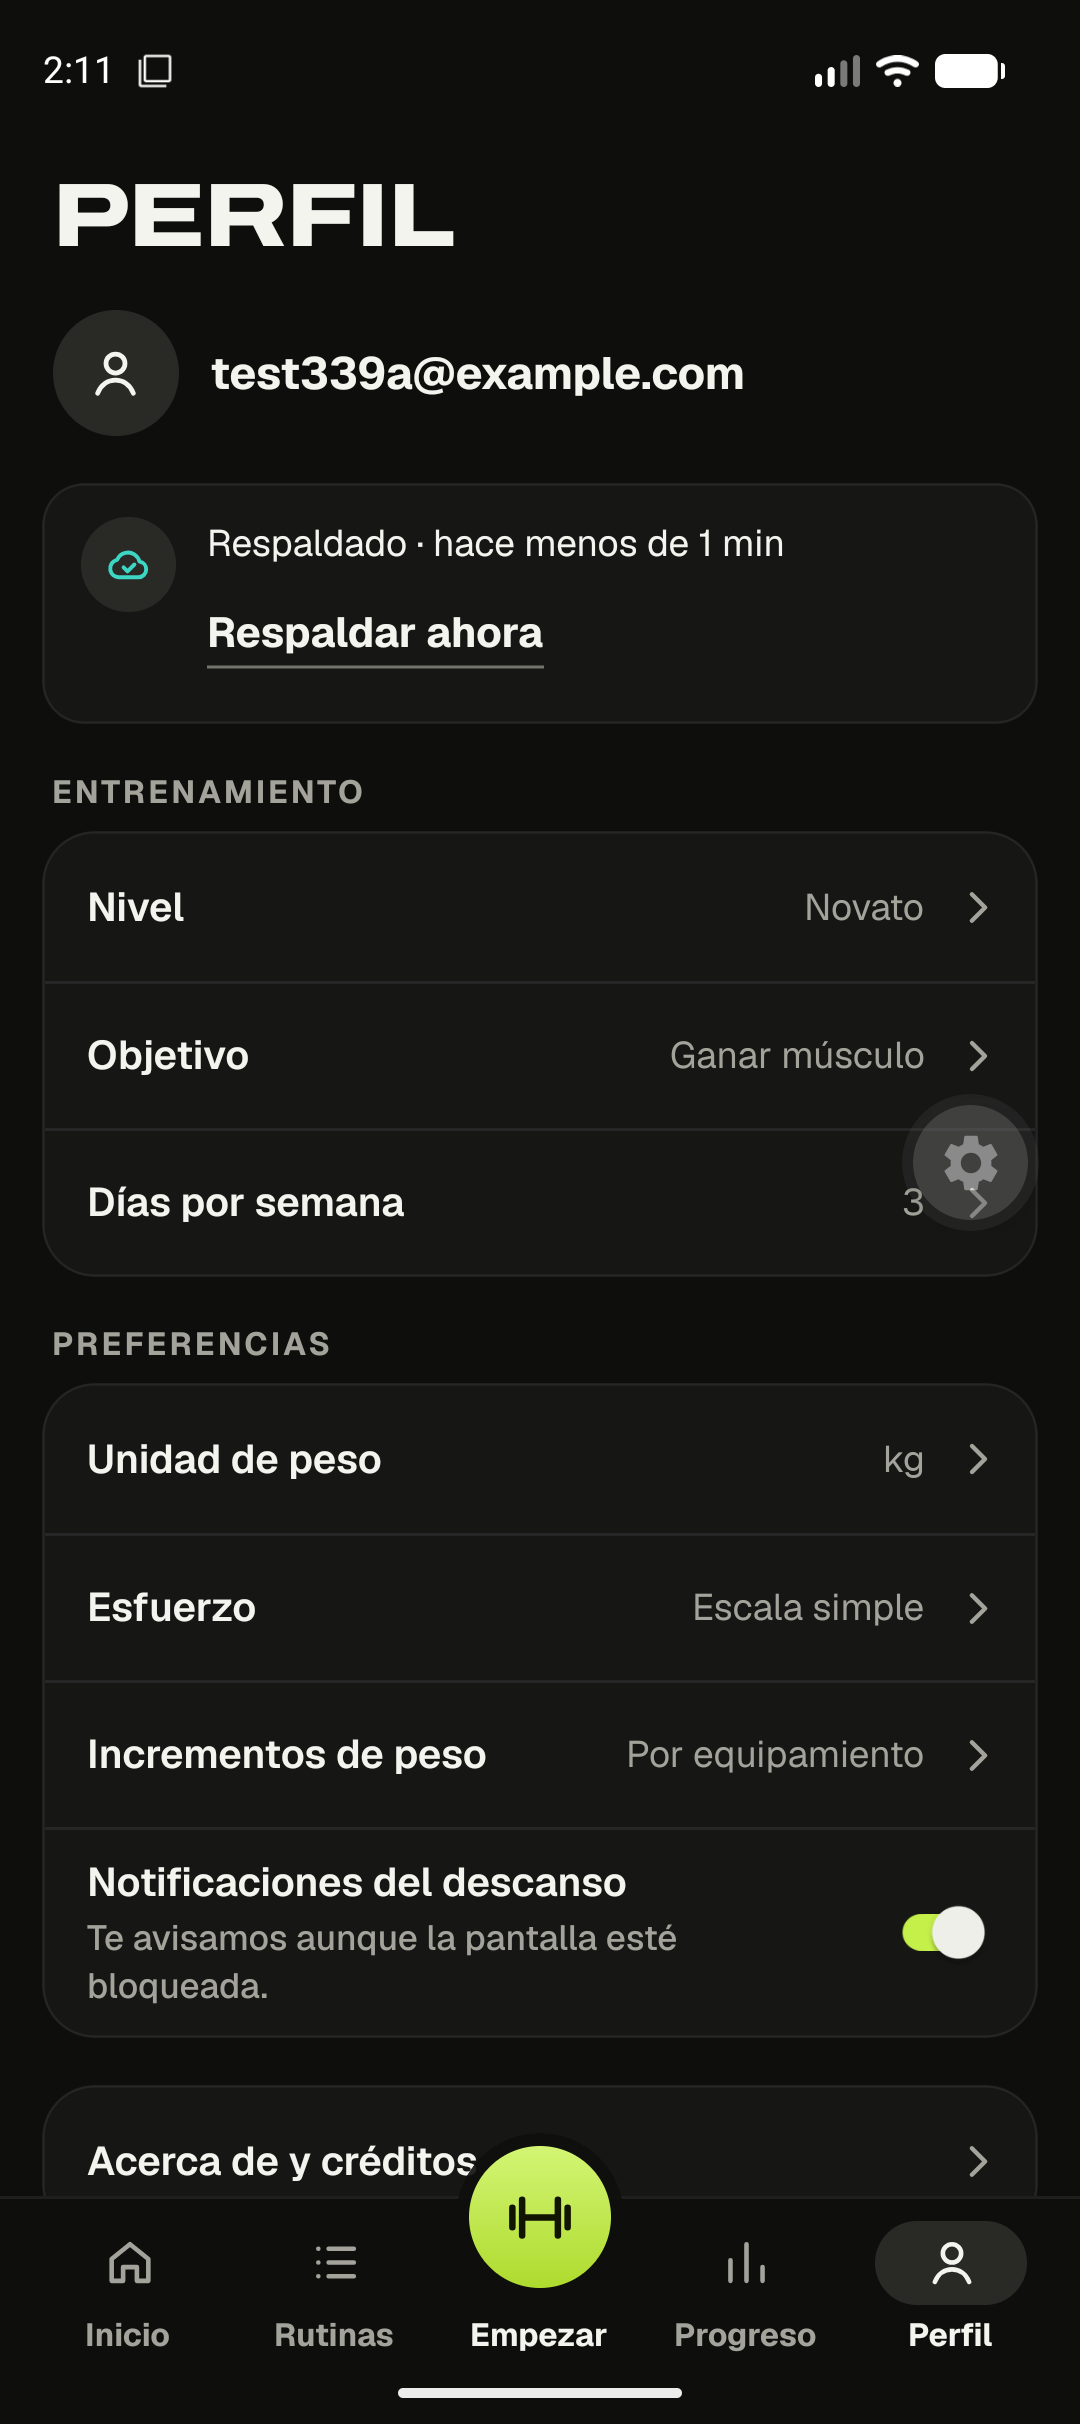 2:11
PERFIL
test339a@example.com
Respaldado · hace menos de 1 min
Respaldar ahora
ENTRENAMIENTO
Nivel Novato
Objetivo Ganar músculo
Días por semana 3
PREFERENCIAS
Unidad de peso kg
Esfuerzo Escala simple
Incrementos de peso Por equipamiento
Notificaciones del descanso
Te avisamos aunque la pantalla esté
bloqueada.
Acerca de y créditos
Inicio Rutinas Empezar Progreso Perfil